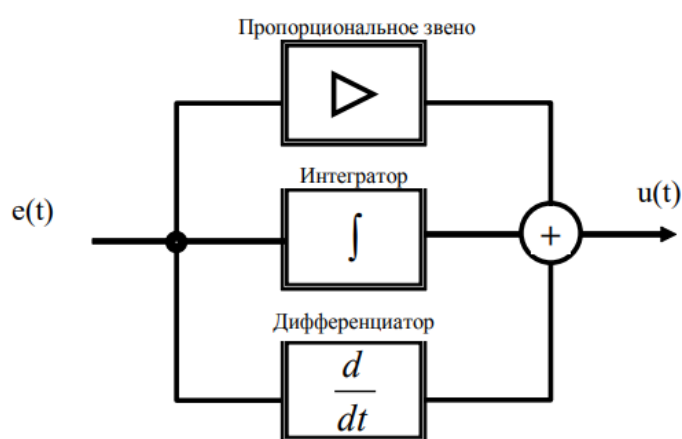 Пропорциональное звено
Интегратор
e(t)
u(t)
∫
+
Дифференциатор
d
dt